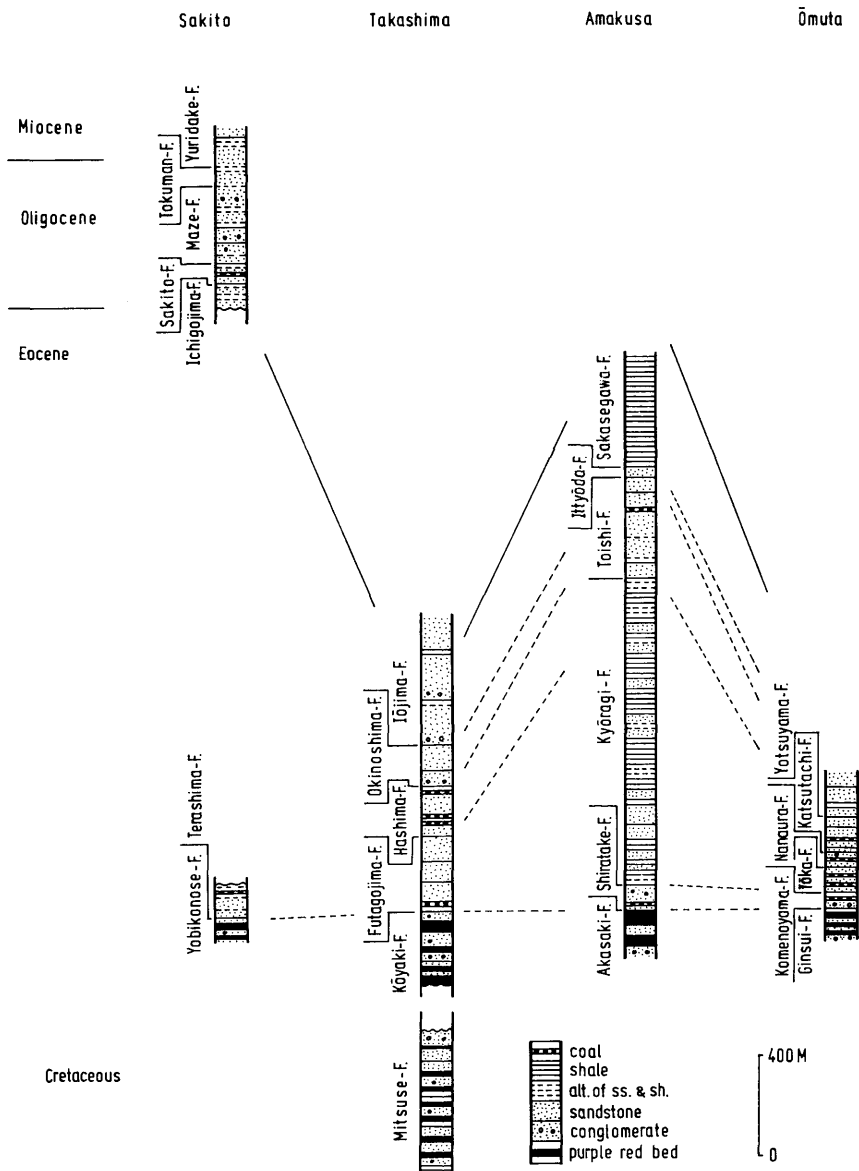 Sakito Takashima Amakusa Ōmuta
Miocene
Oligocene
Eocene
Cretaceous
Yuridake-F.
Tokuman-F.
Maze-F.
Sakito-F.
Ichigojima-F.
Terashima-F.
Yobikanose-F.
Iōjima-F.
Okinoshima-F.
Hashima-F.
Futagojima-F.
Kōyaki-F.
Mitsuse-F.
Sakasegawa-F.
Ittyōda-F.
Toishi-F.
Kyōragi-F.
Shiratake-F.
Akasaki-F.
Yotsuyama-F.
Katsutachi-F.
Nanaura-F.
Tōka-F.
Komenoyama-F.
Ginsui-F.
coal
shale
alt. of ss. & sh.
sandstone
conglomerate
purple red bed
400 M
0